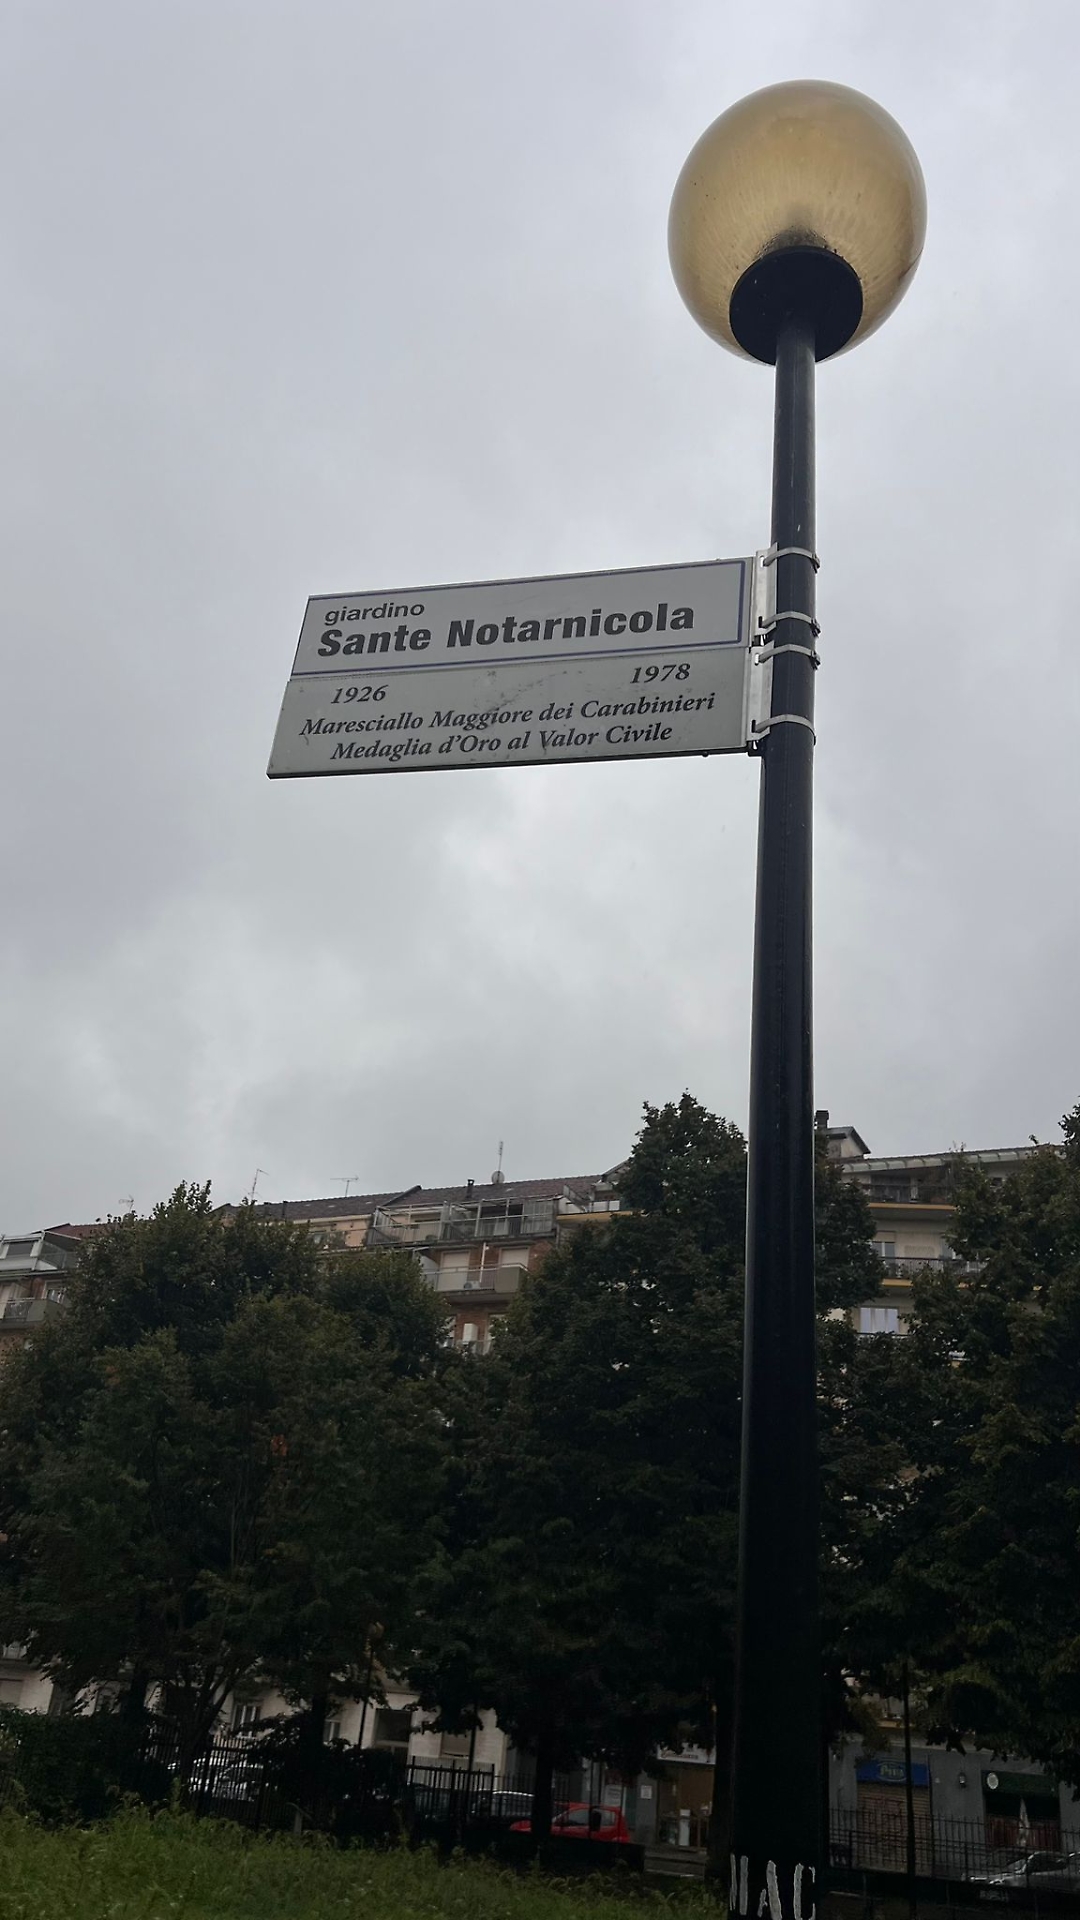 giardino
Sante Notarnicola
1926 1978
Maresciallo Maggiore dei Carabinieri
Medaglia d'Oro al Valor Civile